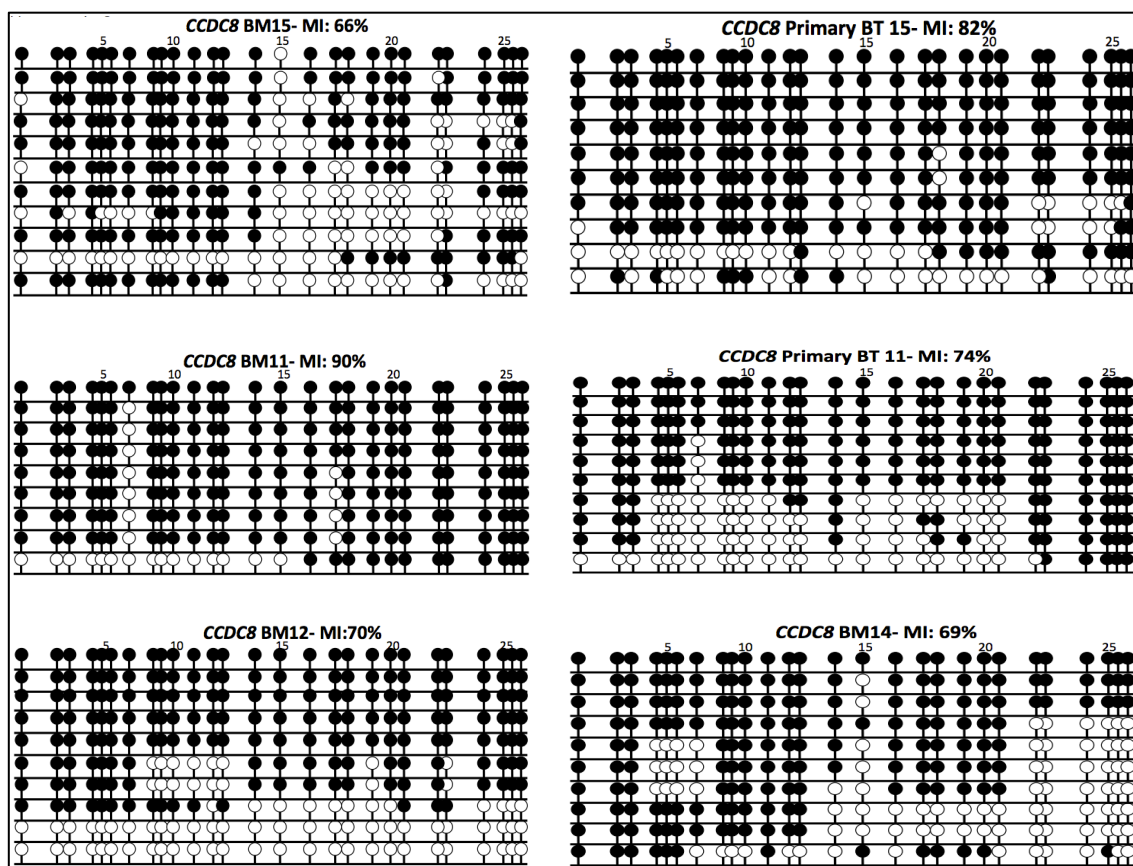 CCDC8 BM15- MI: 66%
5 10 15 20 25
CCDC8 Primary BT 15- MI: 82%
5 10 15 20 25
CCDC8 BM11- MI: 90%
5 10 15 20 25
CCDC8 Primary BT 11- MI: 74%
5 10 15 20 25
CCDC8 BM12- MI:70%
5 10 15 20 25
CCDC8 BM14- MI: 69%
5 10 15 20 25